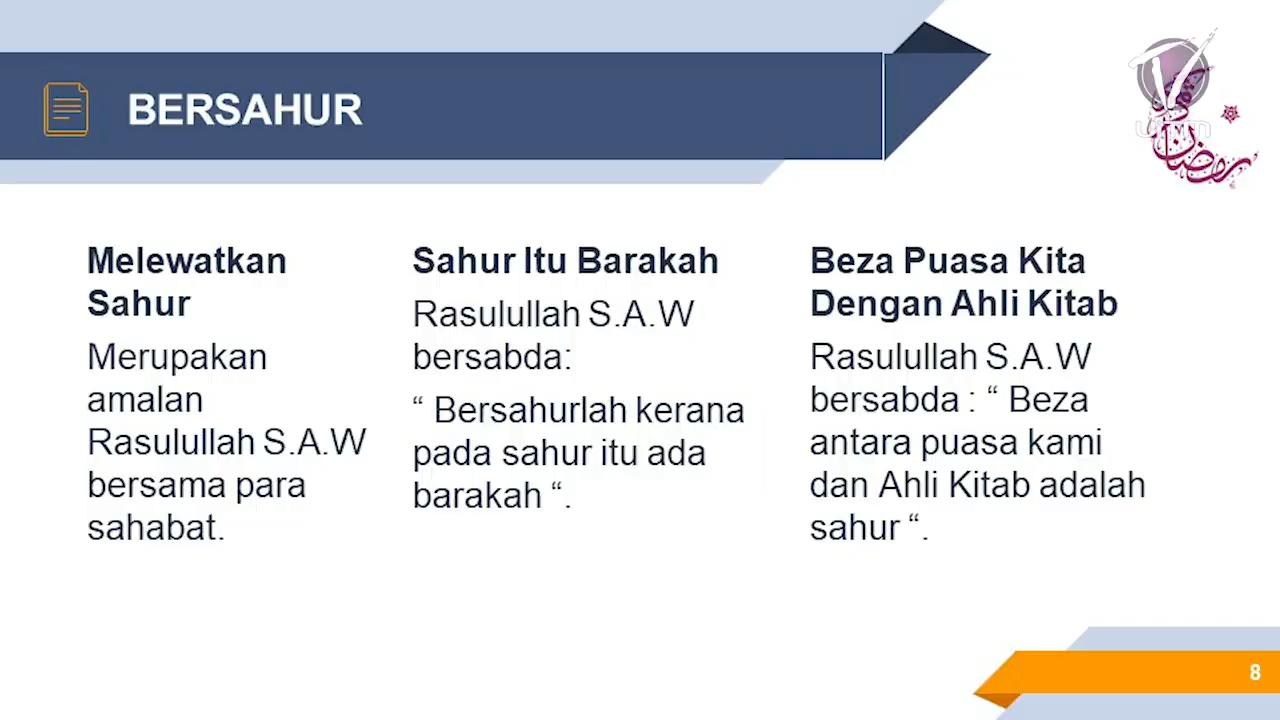 BERSAHUR
Melewatkan
Sahur
Merupakan
amalan
Rasulullah S.A.W
bersama para
sahabat.
Sahur Itu Barakah
Rasulullah S.A.W
bersabda:
“ Bersahurlah kerana
pada sahur itu ada
barakah “.
Beza Puasa Kita
Dengan Ahli Kitab
Rasulullah S.A.W
bersabda : “ Beza
antara puasa kami
dan Ahli Kitab adalah
sahur “.
رمضان
8